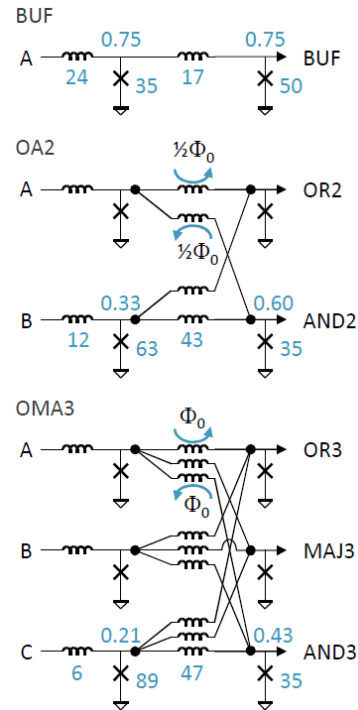 BUF
0.75 0.75
A BUF
24 35 17 50
OA2
½Φ₀
A OR2
½Φ₀
0.33 0.60
B AND2
12 63 43 35
OMA3
Φ₀
A OR3
Φ₀
B MAJ3
0.21 0.43
C AND3
6 89 47 35